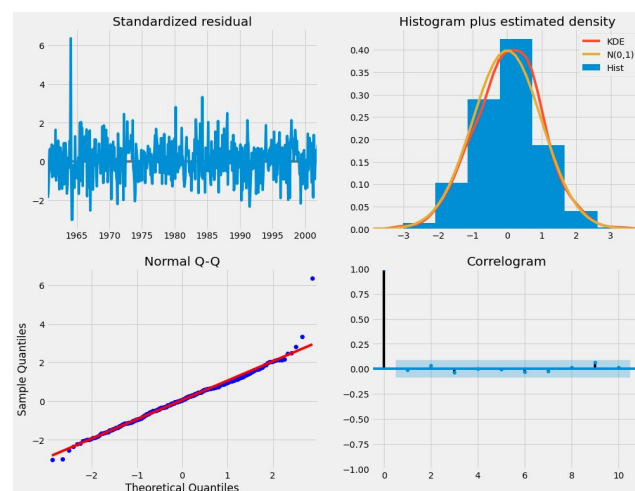 Standardized residual
6
4
2
0
−2
1965 1970 1975 1980 1985 1990 1995 2000
Histogram plus estimated density
KDE
N(0,1)
Hist
0.40
0.35
0.30
0.25
0.20
0.15
0.10
0.05
0.00
−3 −2 −1 0 1 2 3
Normal Q-Q
Sample Quantiles
6
4
2
0
−2
−2 −1 0 1 2
Theoretical Quantiles
Correlogram
1.00
0.75
0.50
0.25
0.00
−0.25
−0.50
−0.75
−1.00
0 2 4 6 8 10